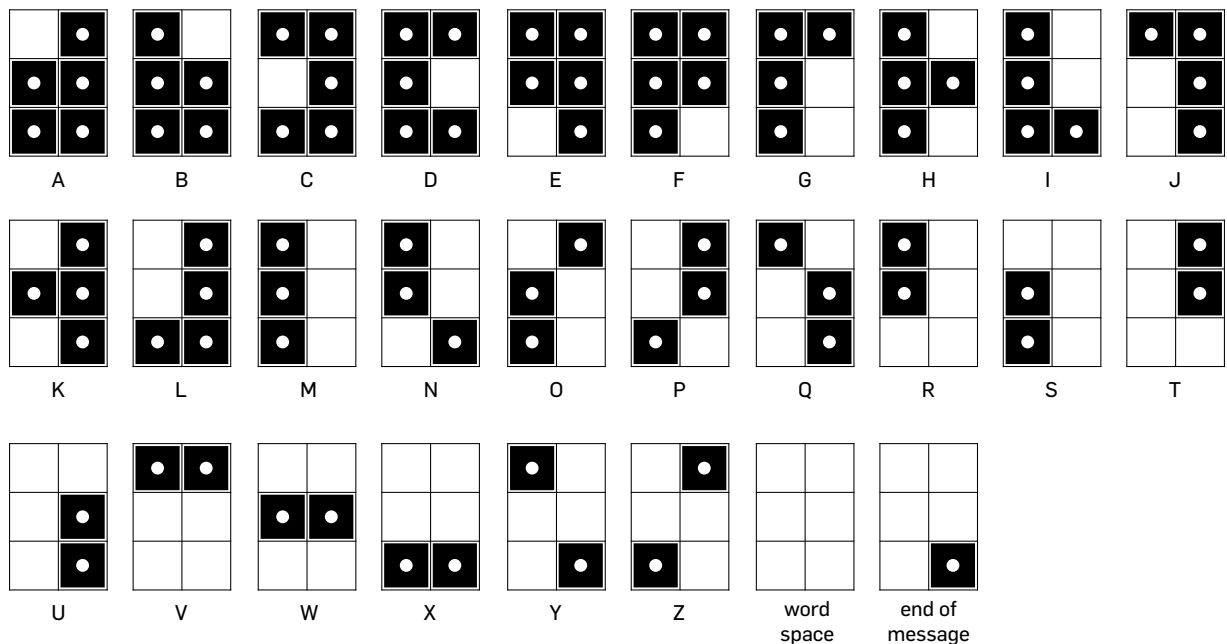 A B C D E F G H I J
K L M N O P Q R S T
U V W X Y Z word space end of message